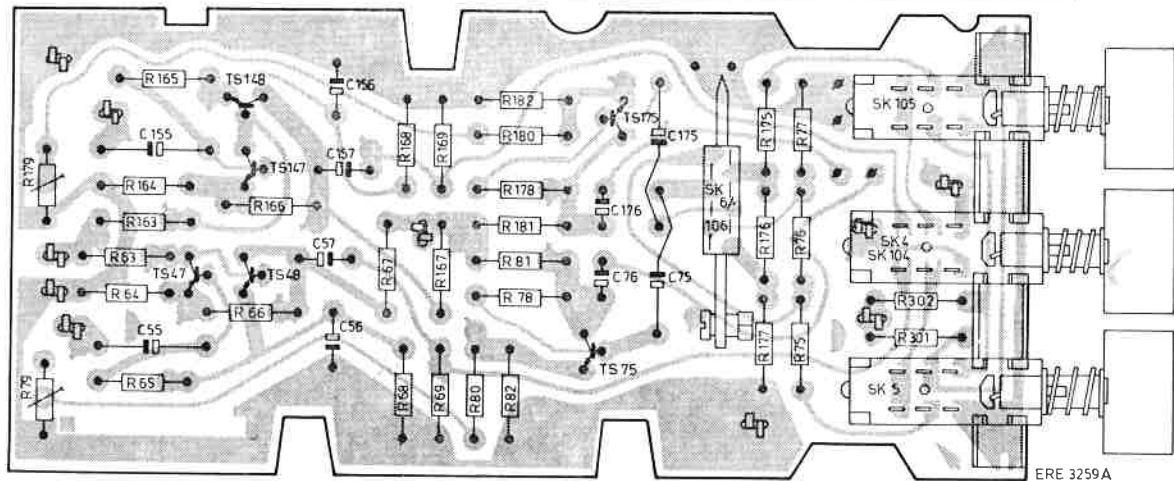 R165
TS148
C156
R182
TS175
C175
R175
R77
SK105
C155
R168
R169
R180
R179
TS147
C157
R164
R178
SK
64
106
R166
C176
R163
R181
R176
R76
SK4
SK104
R63
C57
R67
R167
R81
C76
C75
TS47
TS48
R64
R78
R302
R66
C55
C56
R177
R75
R301
TS75
R65
R79
R68
R69
R80
R82
SK5
ERE 3259A